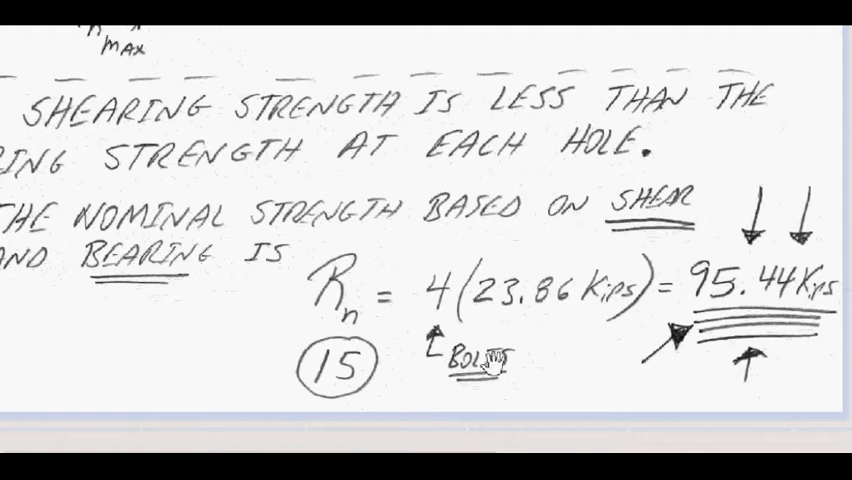 MAX
SHEARING STRENGTH IS LESS THAN THE
ING STRENGTH AT EACH HOLE.
THE NOMINAL STRENGTH BASED ON SHEAR
AND BEARING IS
Rn = 4(23.86 Kips) = 95.44 Kips
15